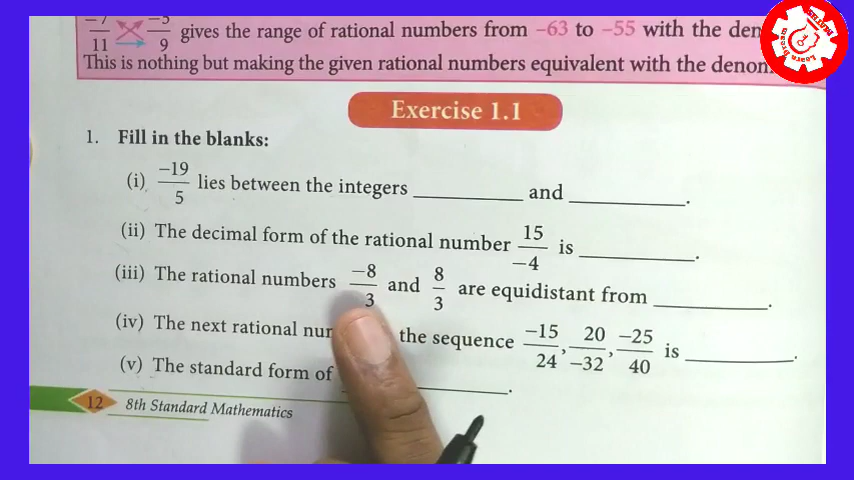 -7/11 -5/9 gives the range of rational numbers from -63 to -55 with the den
This is nothing but making the given rational numbers equivalent with the denom
Exercise 1.1
1. Fill in the blanks:
(i) -19/5 lies between the integers ________ and ________.
(ii) The decimal form of the rational number 15/-4 is ________.
(iii) The rational numbers -8/3 and 8/3 are equidistant from ________.
(iv) The next rational the sequence -15/24, 20/-32, -25/40 is ________.
(v) The standard form of ________.
12 8th Standard Mathematics